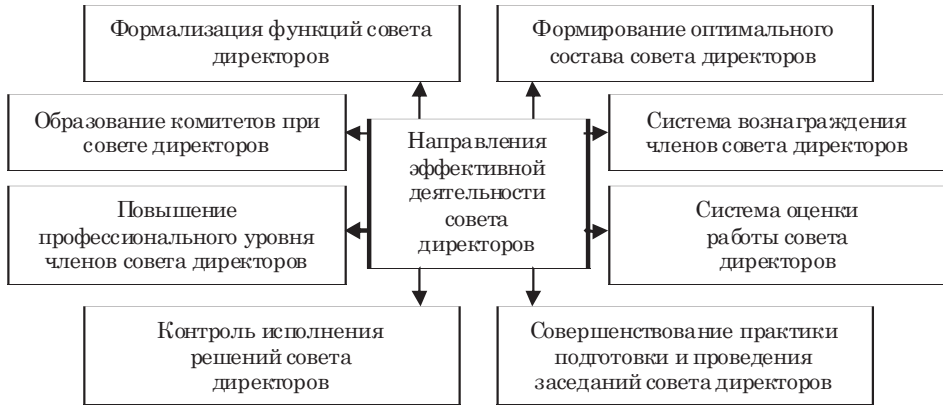 Формализация функций совета
директоров
Формирование оптимального
состава совета директоров
Образование комитетов при
совете директоров
Направления
эффективной
деятельности
совета
директоров
Система вознаграждения
членов совета директоров
Повышение
профессионального уровня
членов совета директоров
Система оценки
работы совета
директоров
Контроль исполнения
решений совета
директоров
Совершенствование практики
подготовки и проведения
заседаний совета директоров